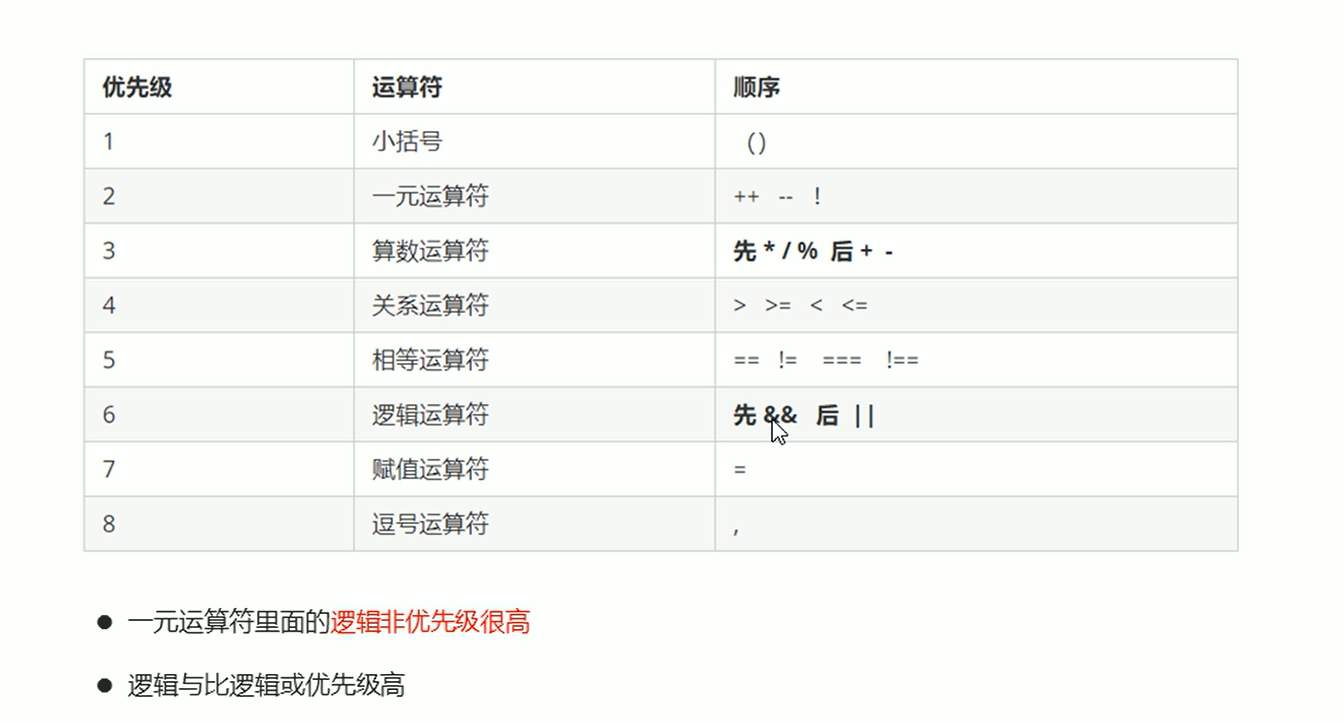 优先级 运算符 顺序
1 小括号 ()
2 一元运算符 ++ -- !
3 算数运算符 先 * / % 后 + -
4 关系运算符 > >= < <=
5 相等运算符 == != === !==
6 逻辑运算符 先 && 后 ||
7 赋值运算符 =
8 逗号运算符 ,
● 一元运算符里面的逻辑非优先级很高
● 逻辑与比逻辑或优先级高